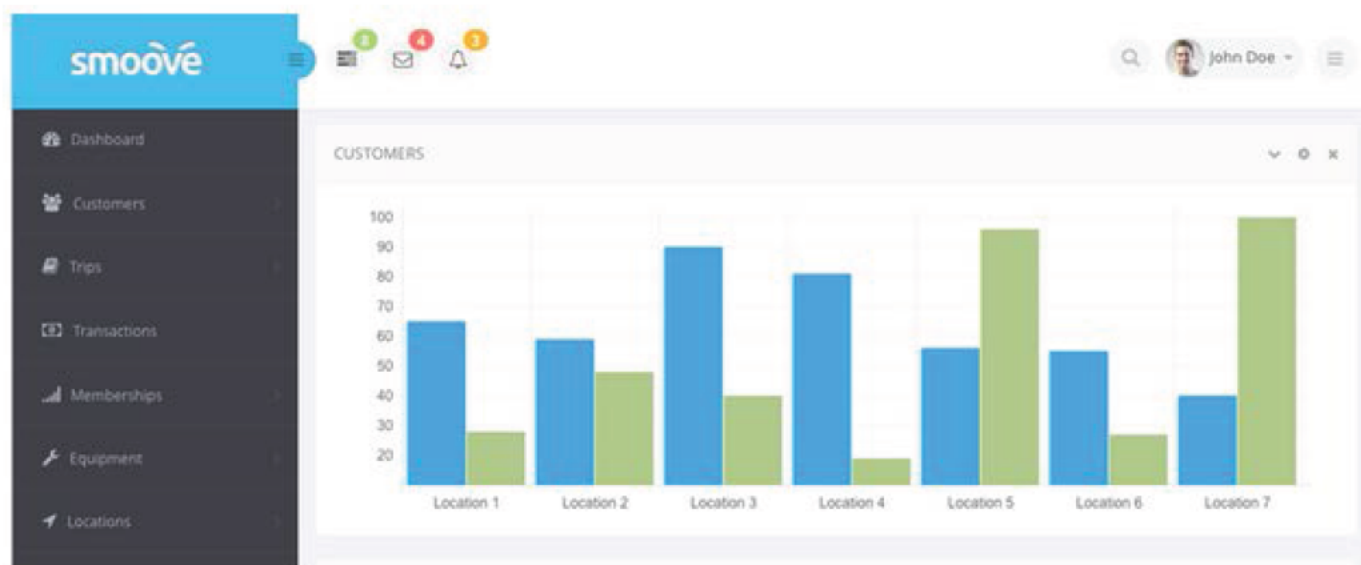 smoove
8 4 3
John Doe
Dashboard
Customers
Trips
Transactions
Memberships
Equipment
Locations
CUSTOMERS
100
90
80
70
60
50
40
30
20
Location 1 Location 2 Location 3 Location 4 Location 5 Location 6 Location 7